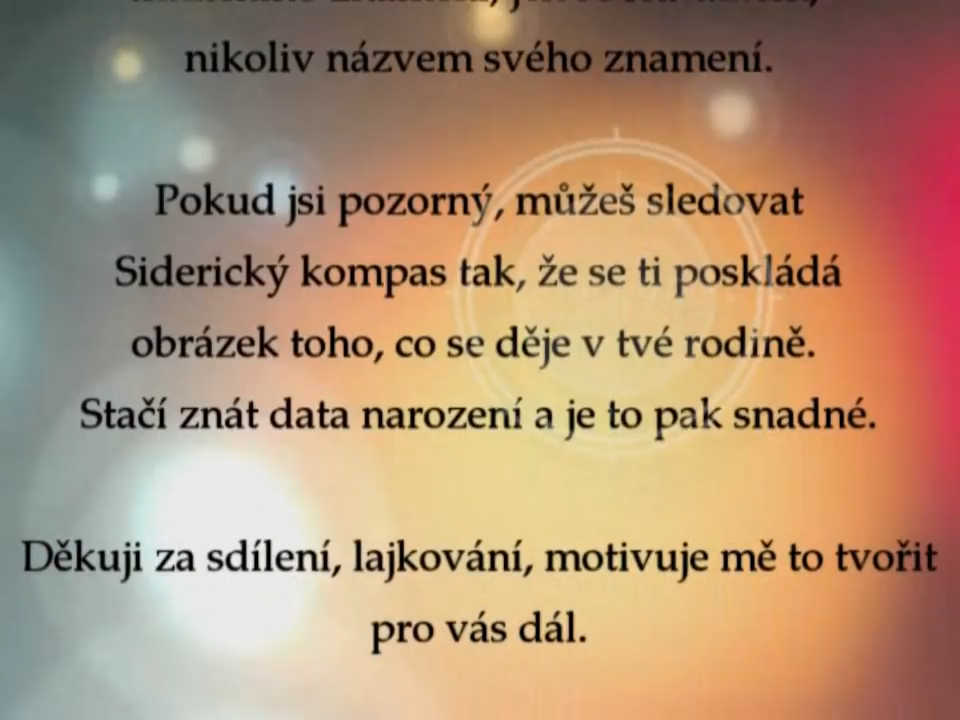 nikoliv názvem svého znamení.
Pokud jsi pozorný, můžeš sledovat
Siderický kompas tak, že se ti poskládá
obrázek toho, co se děje v tvé rodině.
Stačí znát data narození a je to pak snadné.
Děkuji za sdílení, lajkování, motivuje mě to tvořit
pro vás dál.